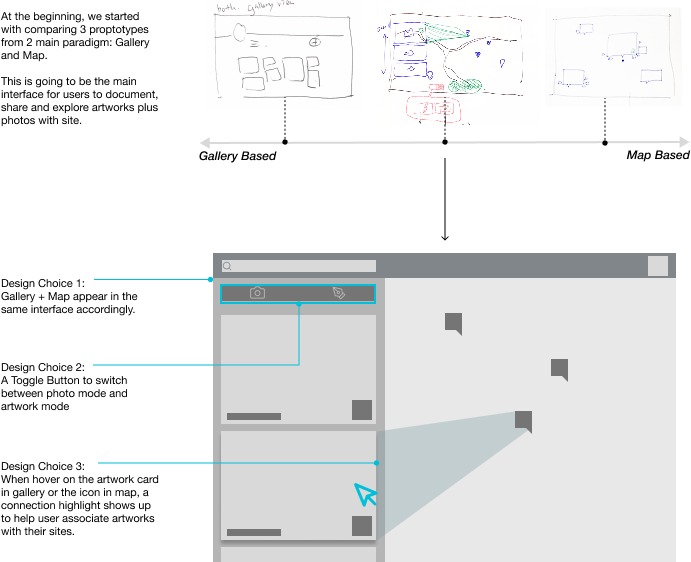 At the beginning, we started
with comparing 3 proptotypes
from 2 main paradigm: Gallery
and Map.
This is going to be the main
interface for users to document,
share and explore artworks plus
photos with site.
both. gallery view
Gallery Based
Map Based
Design Choice 1:
Gallery + Map appear in the
same interface accordingly.
Design Choice 2:
A Toggle Button to switch
between photo mode and
artwork mode
Design Choice 3:
When hover on the artwork card
in gallery or the icon in map, a
connection highlight shows up
to help user associate artworks
with their sites.